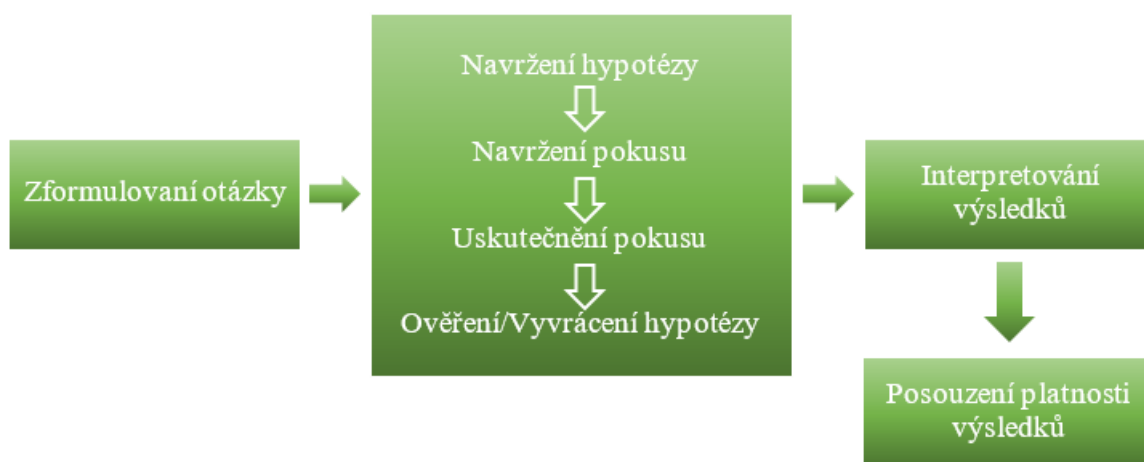 Zformulovaní otázky
Navržení hypotézy
Navržení pokusu
Uskutečnění pokusu
Ověření/Vyvrácení hypotézy
Interpretování
výsledků
Posouzení platnosti
výsledků